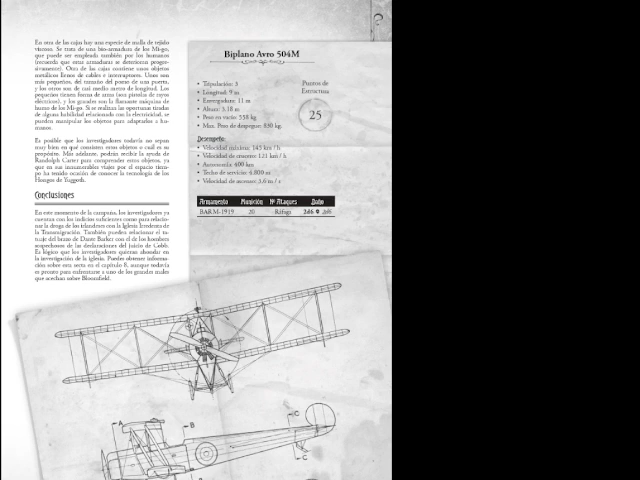 En otra de las cajas hay una especie de malla de tejido
viscoso. Se trata de una bio-armadura de los Mi-go,
que puede ser empleada también por los humanos
(recuerda que estas armaduras se deterioran progre-
sivamente). Otra de las cajas contiene unos objetos
metálicos llenos de cables e interruptores. Unos son
más pequeños, del tamaño del pomo de una puerta,
y los otros son de casi medio metro de longitud. Los
pequeños tienen forma de arma (son pistolas de rayos
eléctricos), y los grandes son la flamante máquina de
humo de los Mi-go. Si se realizan las oportunas tiradas
de alguna habilidad relacionada con la electricidad, se
pueden manipular los objetos para adaptarlos a hu-
manos.
Es posible que los investigadores todavía no sepan
muy bien en qué consisten estos objetos o cuál es su
propósito. Más adelante, podrán recibir la ayuda de
Randolph Carter para comprender estos objetos, ya
que en sus innumerables viajes por el espacio tiem-
po ha tenido ocasión de conocer la tecnología de los
Hongos de Yuggoth.
Conclusiones
En este momento de la campaña, los investigadores ya
cuentan con los indicios suficientes como para relacio-
nar la droga de los irlandeses con la Iglesia Irredenta de
la Transmigración. También pueden relacionar el ta-
tuaje del brazo de Dante Barker con el de los hombres
sospechosos de las declaraciones del juicio de Cobb.
Es lógico que los investigadores quieran ahondar en
la investigación de la iglesia. Puedes obtener informa-
ción sobre esta secta en el capítulo 8, aunque todavía
es pronto para enfrentarse a uno de los grandes males
que acechan sobre Bloomfield.
Biplano Avro 504M
• Tripulación: 3
• Longitud: 9 m
• Envergadura: 11 m
• Altura: 3.18 m
• Peso en vacío: 558 kg
• Max. Peso de despegue: 830 kg.
Puntos de
Estructura
25
Desempeño:
• Velocidad máxima: 145 km / h
• Velocidad de crucero: 121 km / h
• Autonomía: 400 km
• Techo de servicio: 4.800 m
• Velocidad de ascenso: 3,6 m / s
Armamento Munición Nº Ataques Daño
BARM-1919 20 Ráfaga 2d6
A
B
C
C